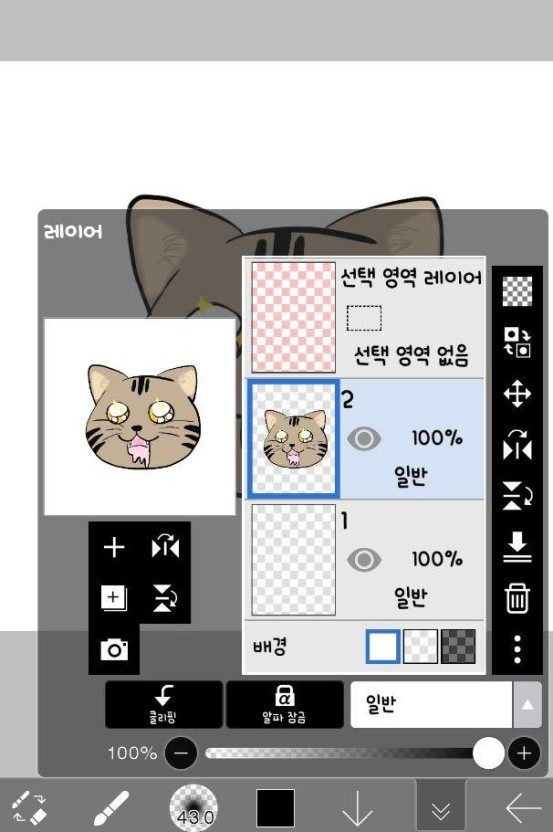 레이어
선택 영역 레이어
선택 영역 없음
2
100%
일반
1
100%
일반
배경
클리핑
알파 잠금
일반
100%
43.0